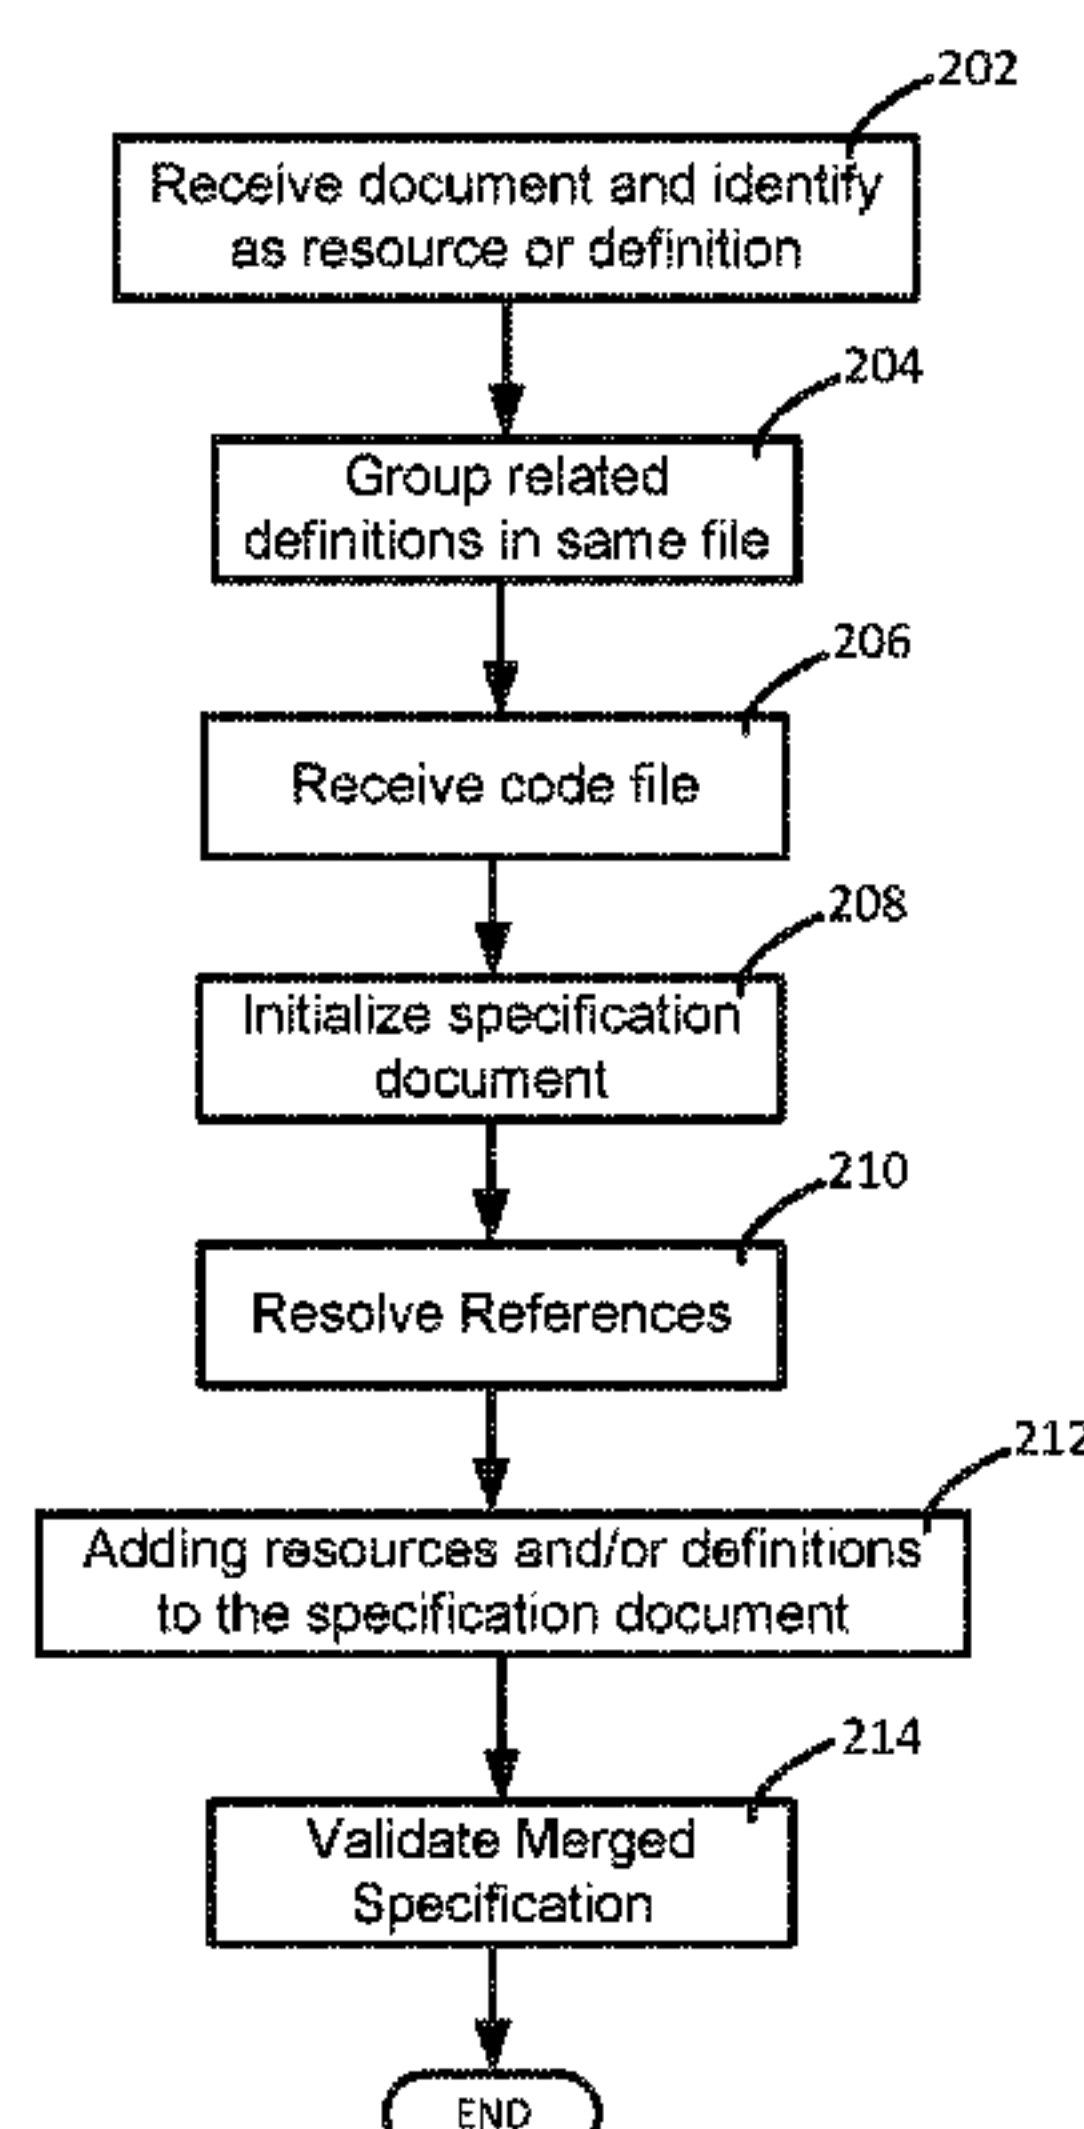 202
Receive document and identify
as resource or definition
204
Group related
definitions in same file
206
Receive code file
208
Initialize specification
document
210
Resolve References
212
Adding resources and/or definitions
to the specification document
214
Validate Merged
Specification
END